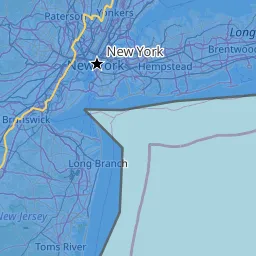 Paterson
Yonkers
Long
New York
New York
Brentwood
Hempstead
Brunswick
Long Branch
New Jersey
Toms River